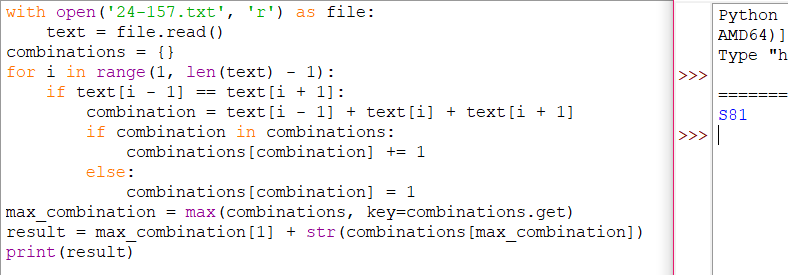 with open('24-157.txt', 'r') as file:
    text = file.read()
combinations = {}
for i in range(1, len(text) - 1):
    if text[i - 1] == text[i + 1]:
        combination = text[i - 1] + text[i] + text[i + 1]
        if combination in combinations:
            combinations[combination] += 1
        else:
            combinations[combination] = 1
max_combination = max(combinations, key=combinations.get)
result = max_combination[1] + str(combinations[max_combination])
print(result)
Python
AMD64)]
Type "h
>>>
=======
S81
>>>